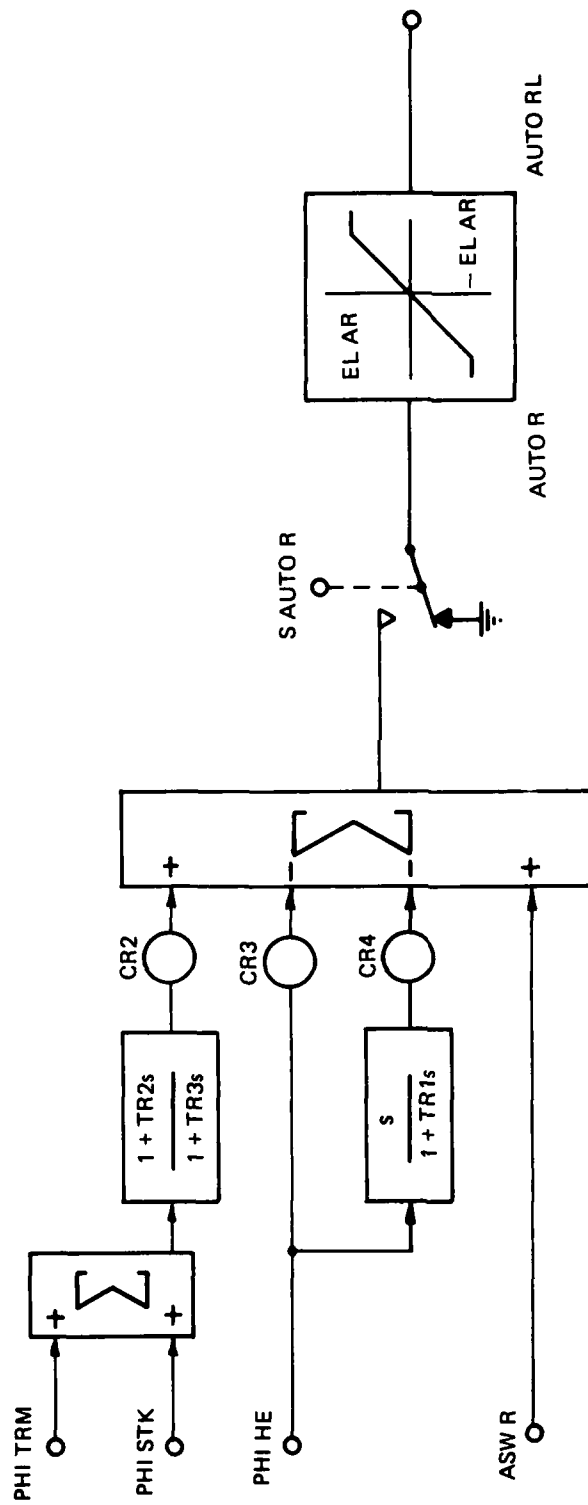 PHI TRM
PHI STK
PHI HE
ASW R
+
+
Σ
1 + TR2s
1 + TR3s
s
1 + TR1s
CR2
CR3
CR4
+
–
–
+
Σ
S AUTO R
AUTO R
EL AR
– EL AR
AUTO RL